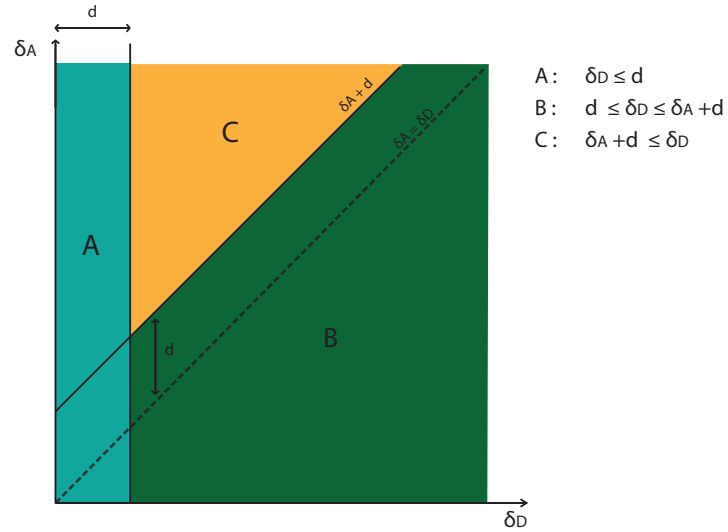 d
δA
A : δD ≤ d
B : d ≤ δD ≤ δA + d
C : δA + d ≤ δD
δA + d
δA = δD
C
A
d
B
δD